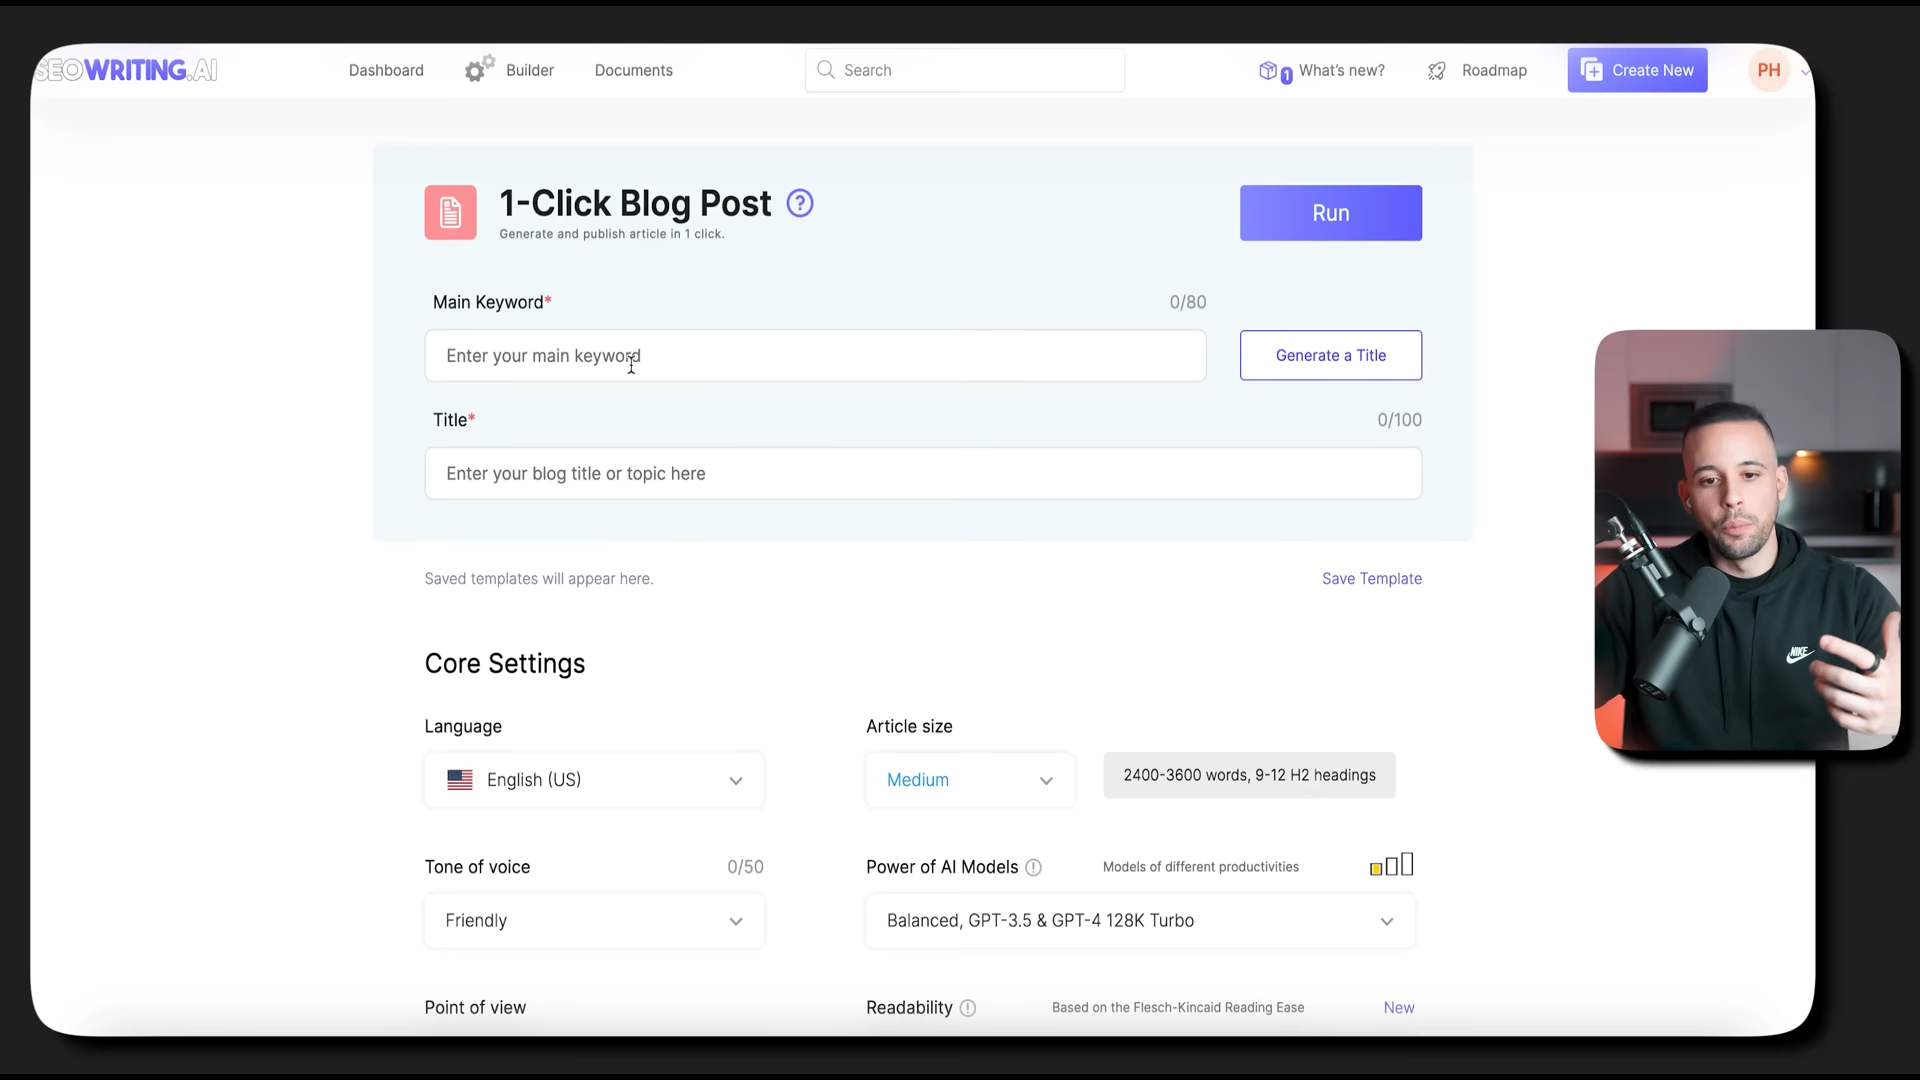 SEOWRITING.AI
Dashboard Builder Documents Search 1 What's new? Roadmap Create New PH
1-Click Blog Post ?
Generate and publish article in 1 click.
Run
Main Keyword* 0/80
Enter your main keyword Generate a Title
Title* 0/100
Enter your blog title or topic here
Saved templates will appear here. Save Template
Core Settings
Language Article size
English (US) Medium 2400-3600 words, 9-12 H2 headings
Tone of voice 0/50 Power of AI Models Models of different productivities
Friendly Balanced, GPT-3.5 & GPT-4 128K Turbo
Point of view Readability Based on the Flesch-Kincaid Reading Ease New
NIKE